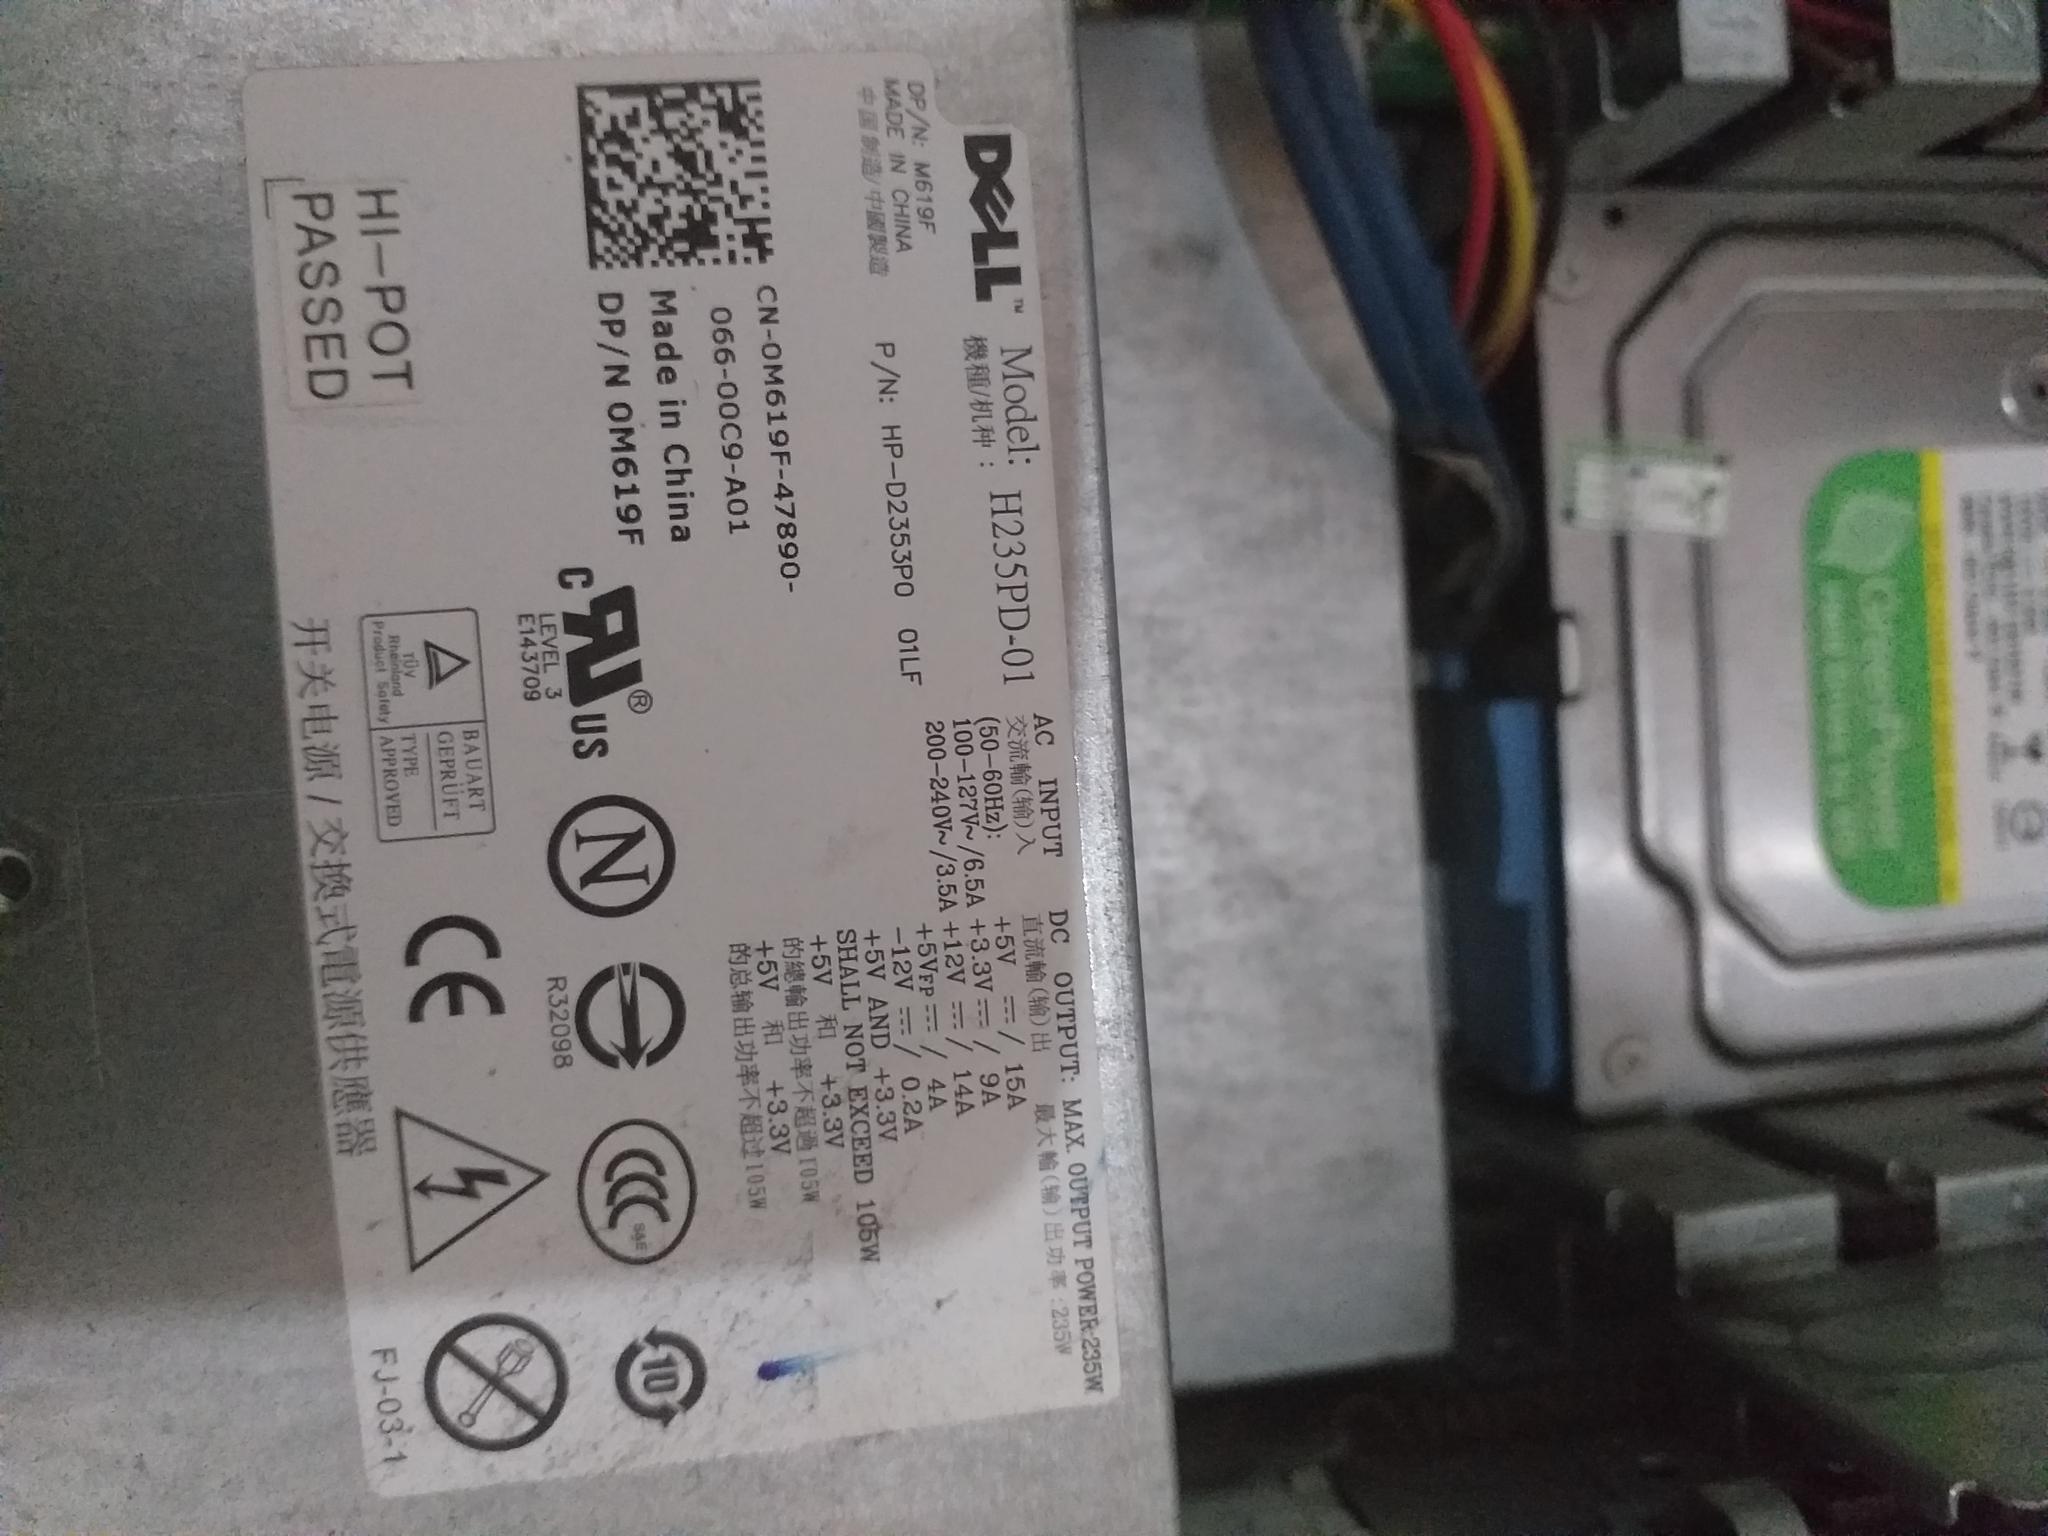 DELL™
Model: H235PD-01
機種/机种:
DP/N: M619F
MADE IN CHINA
中国制造/中國製造
P/N: HP-D2353P0 01LF
AC INPUT
交流輸(输)入
(50-60Hz):
100-127V~/6.5A
200-240V~/3.5A
DC OUTPUT: MAX. OUTPUT POWER:235W
直流輸(输)出 最大輸(输)出功率:235W
+5V ⎓/ 15A
+3.3V⎓/ 9A
+12V ⎓/ 14A
+5VFP⎓/ 4A
-12V ⎓/ 0.2A
+5V AND +3.3V
SHALL NOT EXCEED 105W
+5V 和 +3.3V
的總輸出功率不超過105W
+5V 和 +3.3V
的总输出功率不超过105W
CN-0M619F-47890-
066-00C9-A01
Made in China
DP/N 0M619F
HI-POT
PASSED
c RU US ®
LEVEL 3
E143709
N
R32098
CCC
S&E
10
BAUART
GEPRÜFT
TYPE
APPROVED
TÜV
Rheinland
Product Safety
CE
开关电源/交換式電源供應器
FJ-03-1
GreenPower